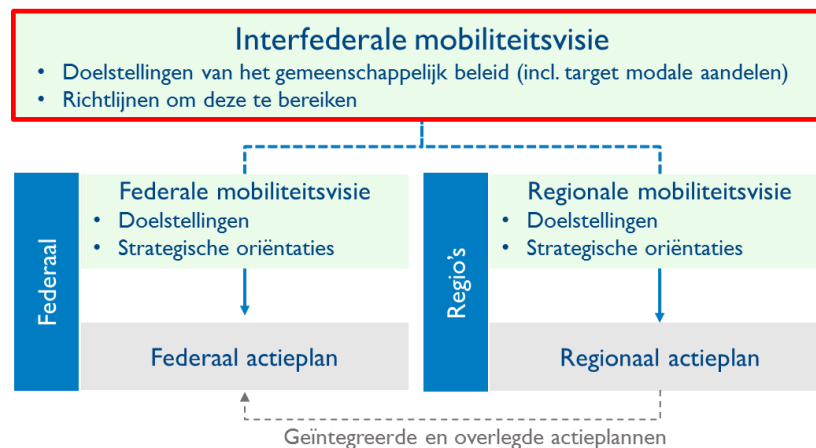 Interfederale mobiliteitsvisie
• Doelstellingen van het gemeenschappelijk beleid (incl. target modale aandelen)
• Richtlijnen om deze te bereiken
Federaal
Federale mobiliteitsvisie
• Doelstellingen
• Strategische oriëntaties
Federaal actieplan
Regio's
Regionale mobiliteitsvisie
• Doelstellingen
• Strategische oriëntaties
Regionaal actieplan
Geïntegreerde en overlegde actieplannen